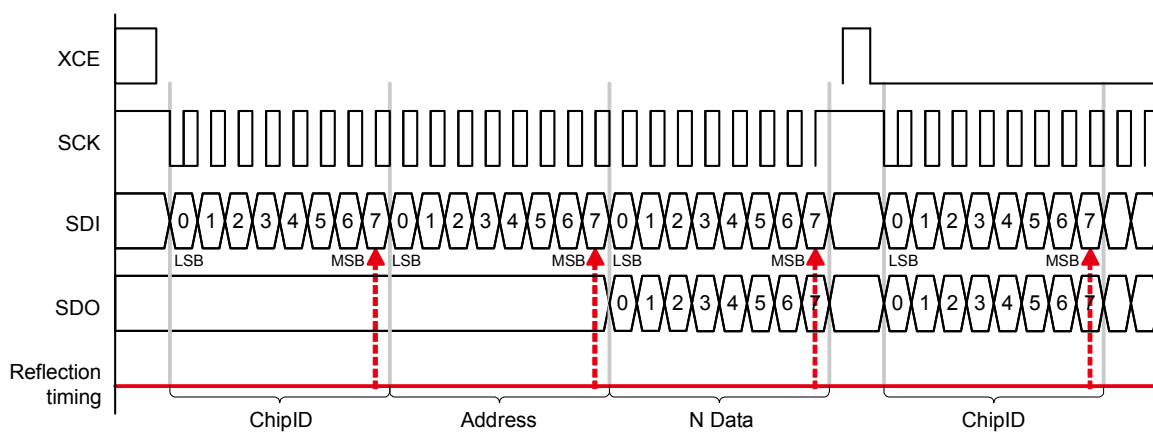 XCE
SCK
SDI
0 1 2 3 4 5 6 7 0 1 2 3 4 5 6 7 0 1 2 3 4 5 6 7 0 1 2 3 4 5 6 7
LSB MSB LSB MSB LSB MSB LSB MSB
SDO
0 1 2 3 4 5 6 7 0 1 2 3 4 5 6 7
Reflection
timing
ChipID Address N Data ChipID